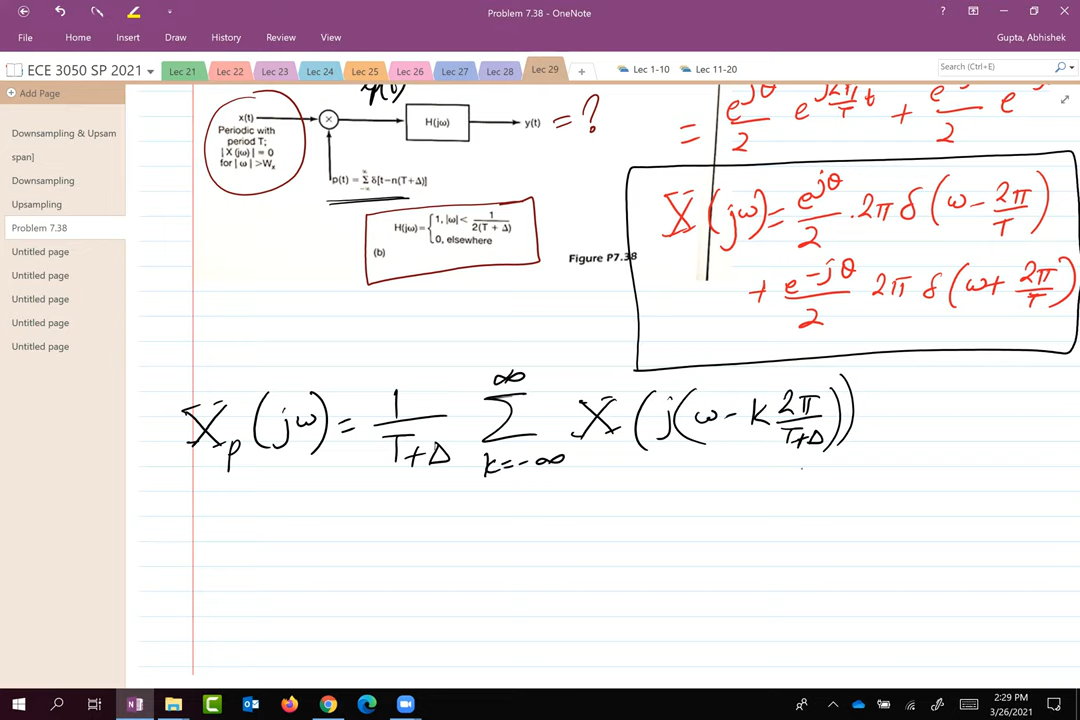 Problem 7.38 - OneNote
File Home Insert Draw History Review View
Gupta, Abhishek
ECE 3050 SP 2021
Lec 21 Lec 22 Lec 23 Lec 24 Lec 25 Lec 26 Lec 27 Lec 28 Lec 29 + Lec 1-10 Lec 11-20
Search (Ctrl+E)
Add Page
Downsampling & Upsam
span]
Downsampling
Upsampling
Problem 7.38
Untitled page
Untitled page
Untitled page
Untitled page
Untitled page
x(t)
Periodic with
period T;
|X(jω)| = 0
for |ω| >Wₓ
×
H(jω)
y(t)
= ?
p(t) = Σ δ[t-n(T+Δ)]
∞
-∞
H(jω) = { 1, |ω| < 1/2(T + Δ)
0, elsewhere
(b)
Figure P7.38
= e^{jθ}/2 e^{j2π/T t} +
X(jω) = e^{jθ}/2 . 2π δ(ω - 2π/T)
+ e^{-jθ}/2 2π δ(ω + 2π/T)
X_p(jω) = 1/T+Δ Σ_{k=-∞}^{∞} X(j(ω - k 2π/T+Δ))
2:29 PM
3/26/2021